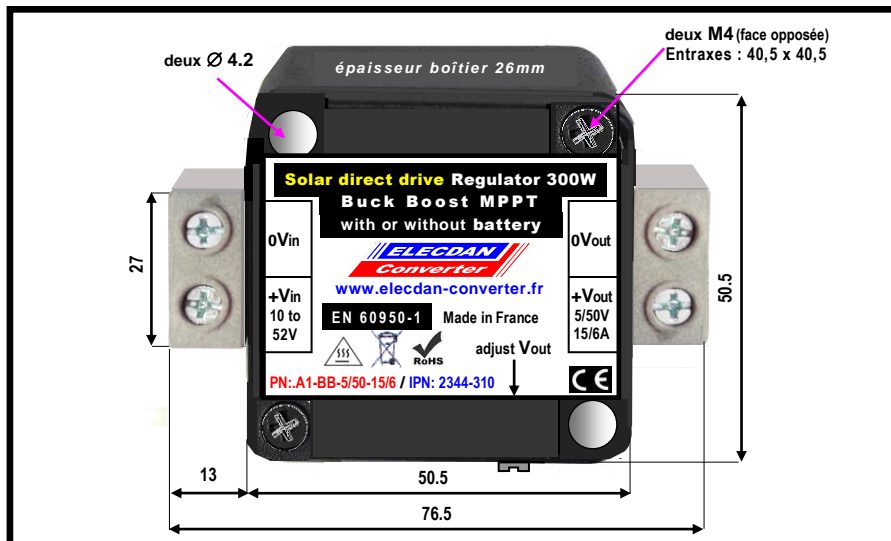 deux Ø 4.2
deux M4 (face opposée)
Entraxes : 40,5 x 40,5
épaisseur boîtier 26mm
Solar direct drive Regulator 300W
Buck Boost MPPT
with or without battery
0Vin
0Vout
ELECDAN
Converter
www.elecdan-converter.fr
+Vin
10 to
52V
+Vout
5/50V
15/6A
EN 60950-1 Made in France
RoHS
adjust Vout
PN:.A1-BB-5/50-15/6 / IPN: 2344-310
CE
27
50.5
13
50.5
76.5